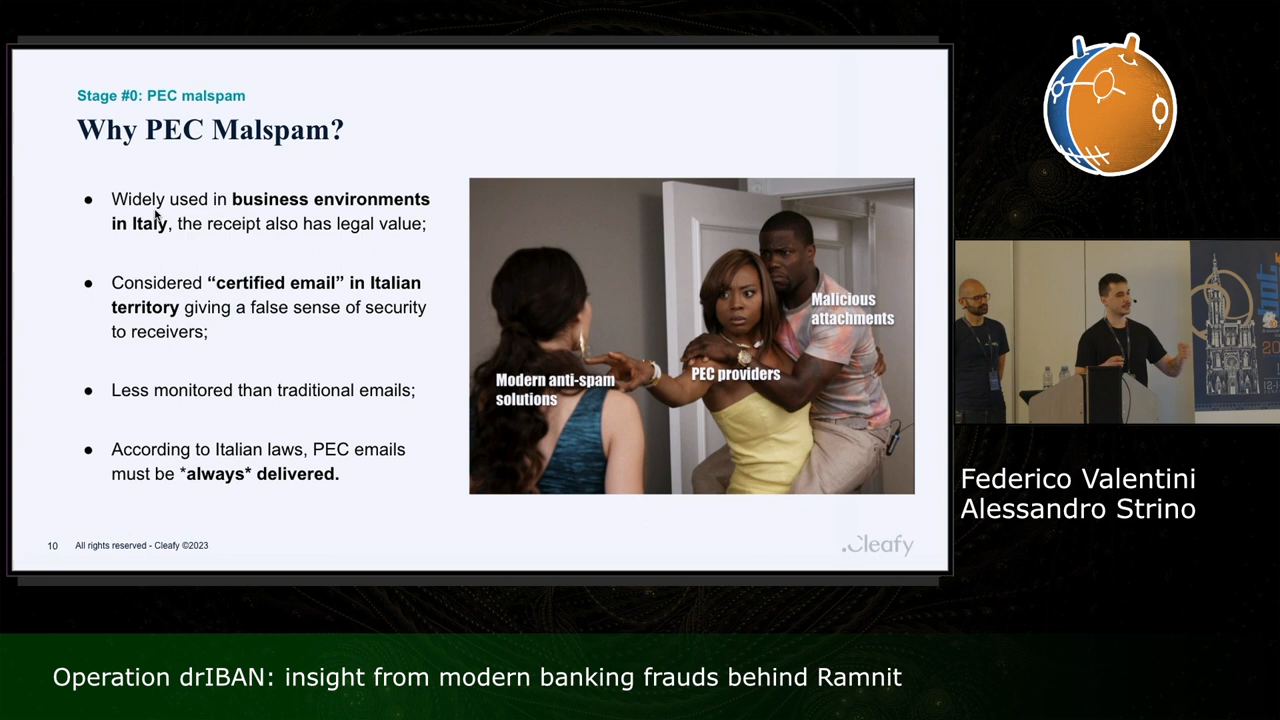 Stage #0: PEC malspam
Why PEC Malspam?
● Widely used in business environments
in Italy, the receipt also has legal value;
● Considered “certified email” in Italian
territory giving a false sense of security
to receivers;
● Less monitored than traditional emails;
● According to Italian laws, PEC emails
must be *always* delivered.
Malicious
attachments
PEC providers
Modern anti-spam
solutions
10 All rights reserved - Cleafy ©2023
.Cleafy
Federico Valentini
Alessandro Strino
Operation drIBAN: insight from modern banking frauds behind Ramnit